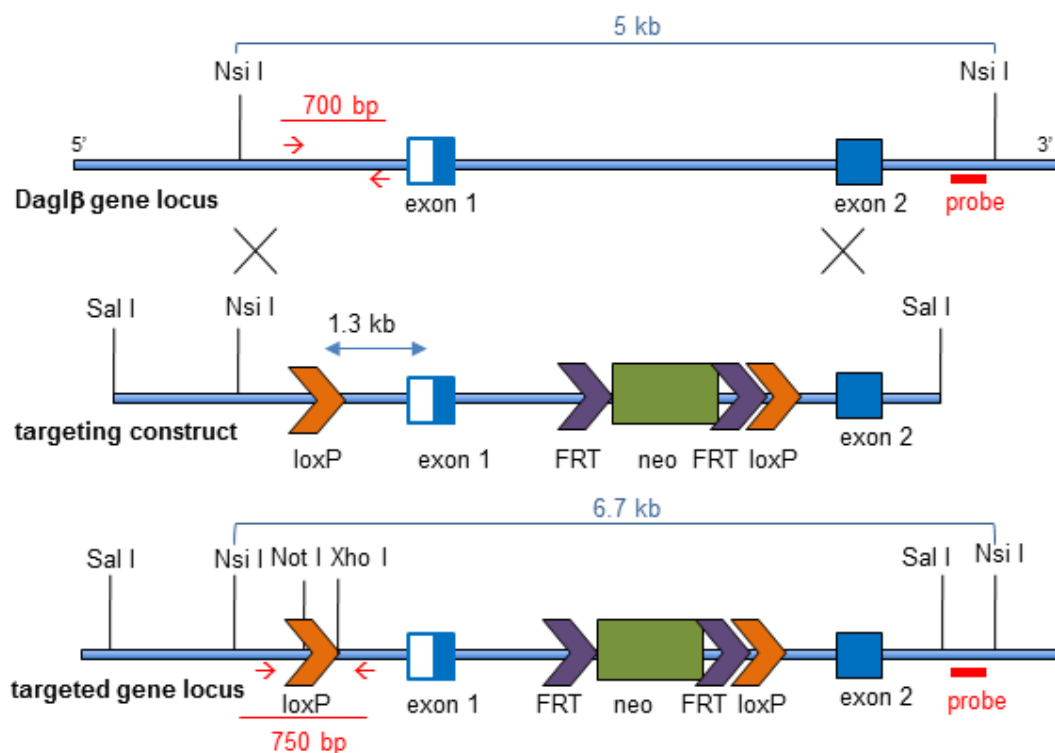 5 kb
Nsi I
Nsi I
700 bp
5'
3'
Daglβ gene locus
exon 1
exon 2
probe
Sal I
Nsi I
1.3 kb
Sal I
targeting construct
loxP
exon 1
FRT
neo
FRT
loxP
exon 2
6.7 kb
Sal I
Nsi I
Not I
Xho I
Sal I
Nsi I
targeted gene locus
loxP
exon 1
FRT
neo
FRT
loxP
exon 2
probe
750 bp